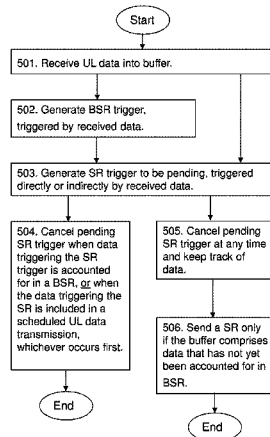 Start
501. Receive UL data into buffer.
502. Generate BSR trigger,
triggered by received data.
503. Generate SR trigger to be pending, triggered
directly or indirectly by received data.
504. Cancel pending
SR trigger when data
triggering the SR
trigger is accounted
for in a BSR, or when
the data triggering the
SR is included in a
scheduled UL data
transmission,
whichever occurs first.
End
505. Cancel pending
SR trigger at any time
and keep track of
data.
506. Send a SR only
if the buffer comprises
data that has not yet
been accounted for in
BSR.
End